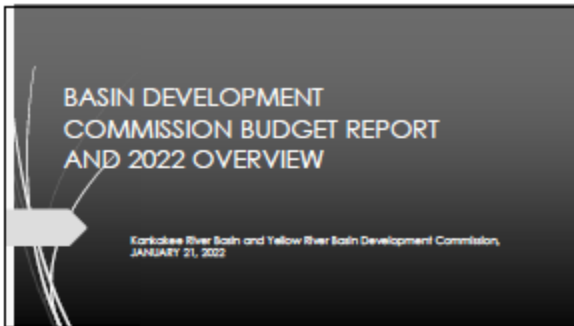 BASIN DEVELOPMENT
COMMISSION BUDGET REPORT
AND 2022 OVERVIEW
Kankakee River Basin and Yellow River Basin Development Commission,
JANUARY 21, 2022